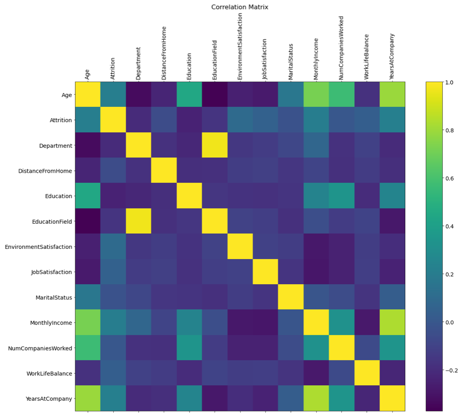 Correlation Matrix
Age
Attrition
Department
DistanceFromHome
Education
EducationField
EnvironmentSatisfaction
JobSatisfaction
MaritalStatus
MonthlyIncome
NumCompaniesWorked
WorkLifeBalance
YearsAtCompany
Age
Attrition
Department
DistanceFromHome
Education
EducationField
EnvironmentSatisfaction
JobSatisfaction
MaritalStatus
MonthlyIncome
NumCompaniesWorked
WorkLifeBalance
YearsAtCompany
1.0
0.8
0.6
0.4
0.2
0.0
−0.2